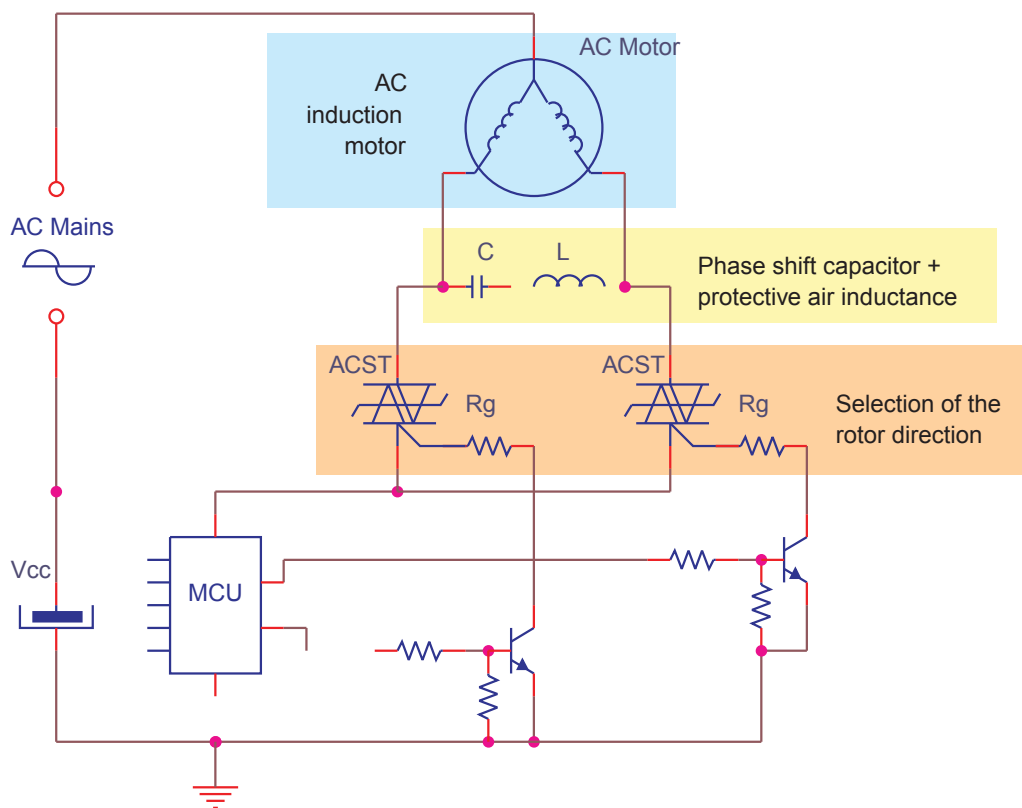 AC Motor
AC
induction
motor
AC Mains
C
L
Phase shift capacitor +
protective air inductance
ACST
Rg
ACST
Rg
Selection of the
rotor direction
Vcc
MCU